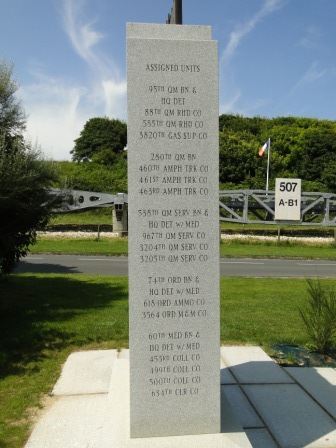 ASSIGNED UNITS
95TH QM BN &
HQ DET
88TH QM RHD CO
555TH QM RHD CO
3820TH GAS SUP CO
280TH QM BN
460TH AMPH TRK CO
461ST AMPH TRK CO
463RD AMPH TRK CO
538TH QM SERV BN &
HQ DET W/MED
967TH QM SERV CO
3204TH QM SERV CO
3205TH QM SERV CO
74TH ORD BN &
HQ DET W/MED
618 ORD AMMO CO
3564 ORD M&M CO
60TH MED BN &
HQ DET W/MED
453RD COLL CO
499TH COLL CO
500TH COLL CO
634TH CLR CO
507
A-B1